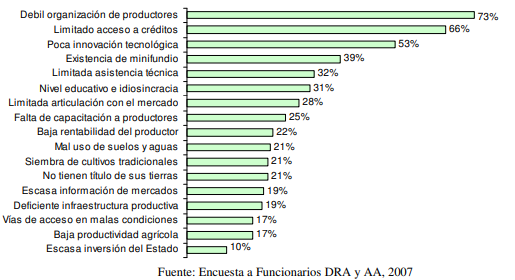 Debil organización de productores 73%
Limitado acceso a créditos 66%
Poca innovación tecnológica 53%
Existencia de minifundio 39%
Limitada asistencia técnica 32%
Nivel educativo e idiosincracia 31%
Limitada articulación con el mercado 28%
Falta de capacitación a productores 25%
Baja rentabilidad del productor 22%
Mal uso de suelos y aguas 21%
Siembra de cultivos tradicionales 21%
No tienen título de sus tierras 21%
Escasa información de mercados 19%
Deficiente infraestructura productiva 19%
Vías de acceso en malas condiciones 17%
Baja productividad agrícola 17%
Escasa inversión del Estado 10%
Fuente: Encuesta a Funcionarios DRA y AA, 2007